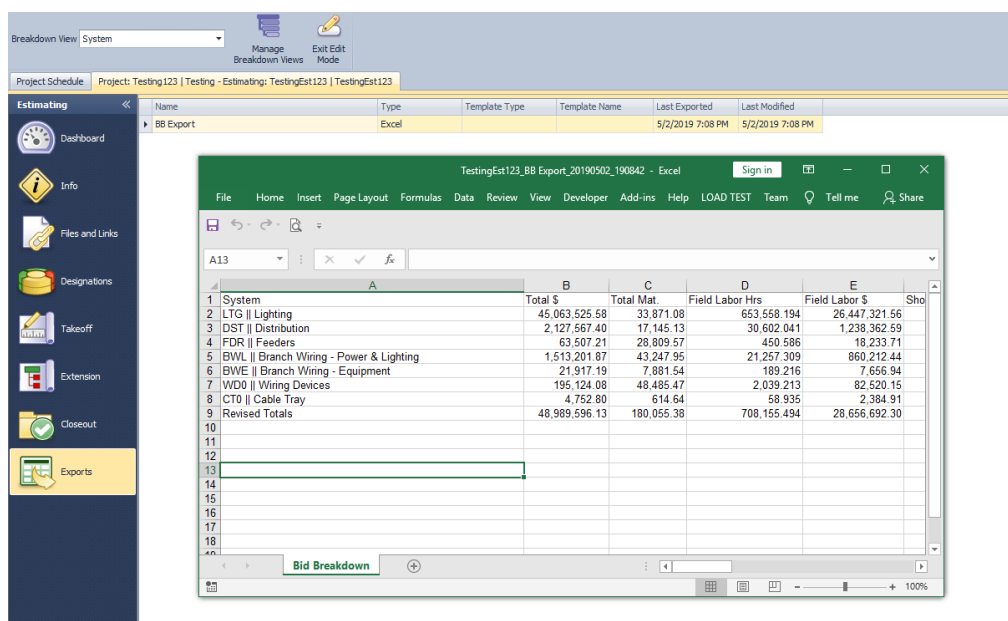 Breakdown View System
Manage Breakdown Views
Exit Edit Mode
Project Schedule Project: Testing123 | Testing - Estimating: TestingEst123 | TestingEst123
Estimating «
Dashboard
Info
Files and Links
Designations
Takeoff
Extension
Closeout
Exports
Name Type Template Type Template Name Last Exported Last Modified
BB Export Excel 5/2/2019 7:08 PM 5/2/2019 7:08 PM
TestingEst123_BB Export_20190502_190842 - Excel Sign in
File Home Insert Page Layout Formulas Data Review View Developer Add-ins Help LOAD TEST Team Tell me Share
A13 fx
A B C D E
1 System Total $ Total Mat. Field Labor Hrs Field Labor $ Sho
2 LTG || Lighting 45,063,525.58 33,871.08 653,558.194 26,447,321.56
3 DST || Distribution 2,127,567.40 17,145.13 30,602.041 1,238,362.59
4 FDR || Feeders 63,507.21 28,809.57 450.586 18,233.71
5 BWL || Branch Wiring - Power & Lighting 1,513,201.87 43,247.95 21,257.309 860,212.44
6 BWE || Branch Wiring - Equipment 21,917.19 7,881.54 189.216 7,656.94
7 WD0 || Wiring Devices 195,124.08 48,485.47 2,039.213 82,520.15
8 CT0 || Cable Tray 4,752.80 614.64 58.935 2,384.91
9 Revised Totals 48,989,596.13 180,055.38 708,155.494 28,656,692.30
10
11
12
13
14
15
16
17
18
Bid Breakdown
100%